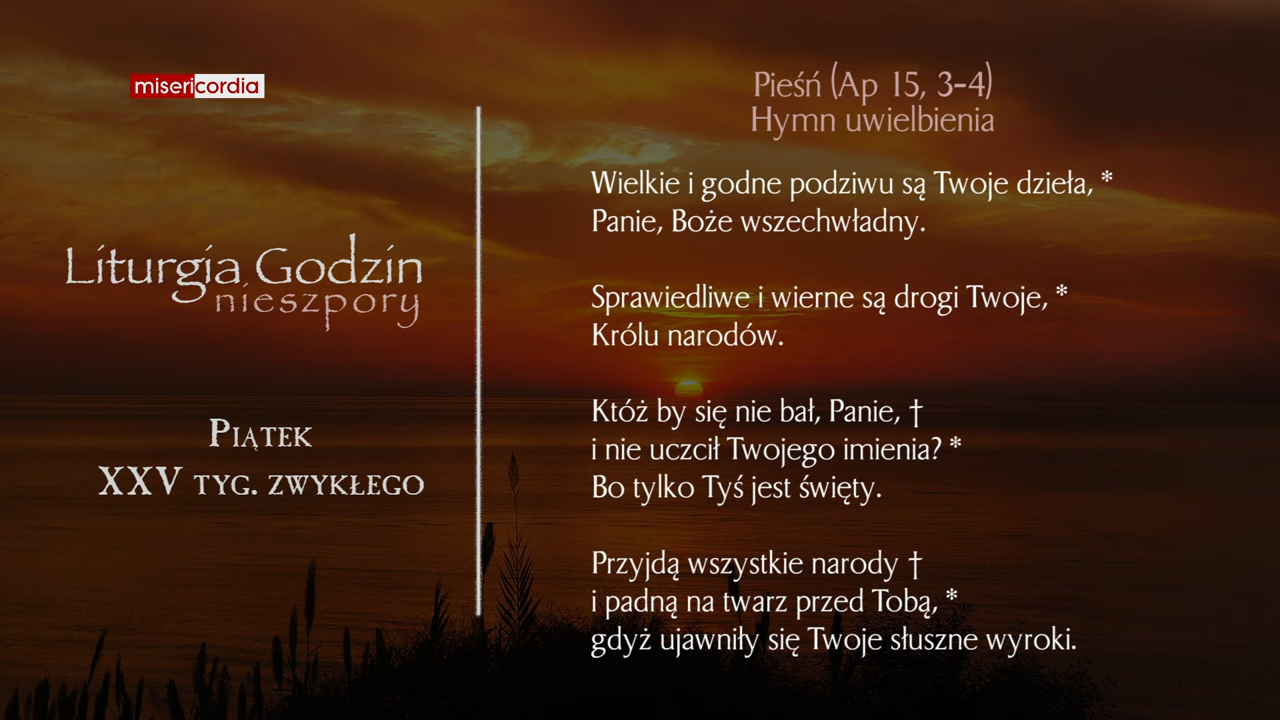 misericordia
Liturgia Godzin
nieszpory
Piątek
XXV tyg. zwykłego
Pieśń (Ap 15, 3-4)
Hymn uwielbienia
Wielkie i godne podziwu są Twoje dzieła, *
Panie, Boże wszechwładny.
Sprawiedliwe i wierne są drogi Twoje, *
Królu narodów.
Któż by się nie bał, Panie, †
i nie uczcił Twojego imienia? *
Bo tylko Tyś jest święty.
Przyjdą wszystkie narody †
i padną na twarz przed Tobą, *
gdyż ujawniły się Twoje słuszne wyroki.